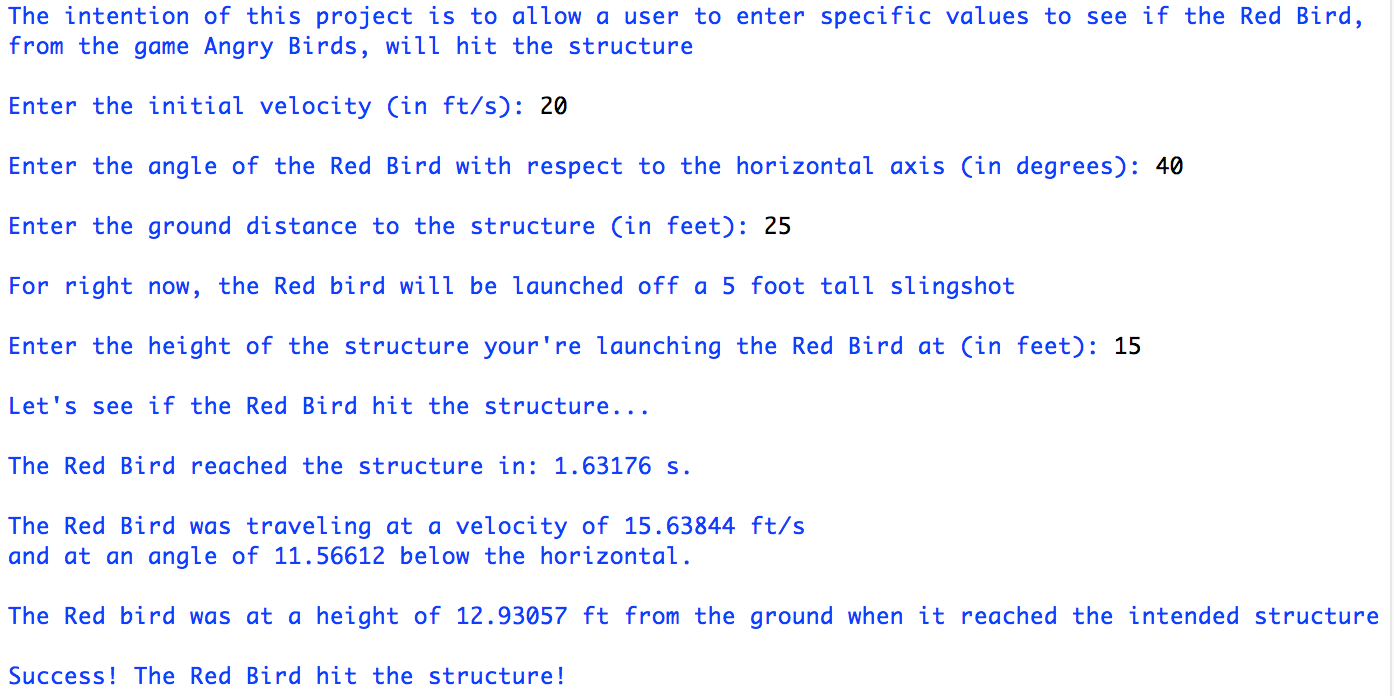 The intention of this project is to allow a user to enter specific values to see if the Red Bird,
from the game Angry Birds, will hit the structure
Enter the initial velocity (in ft/s): 20
Enter the angle of the Red Bird with respect to the horizontal axis (in degrees): 40
Enter the ground distance to the structure (in feet): 25
For right now, the Red bird will be launched off a 5 foot tall slingshot
Enter the height of the structure your're launching the Red Bird at (in feet): 15
Let's see if the Red Bird hit the structure...
The Red Bird reached the structure in: 1.63176 s.
The Red Bird was traveling at a velocity of 15.63844 ft/s
and at an angle of 11.56612 below the horizontal.
The Red bird was at a height of 12.93057 ft from the ground when it reached the intended structure
Success! The Red Bird hit the structure!